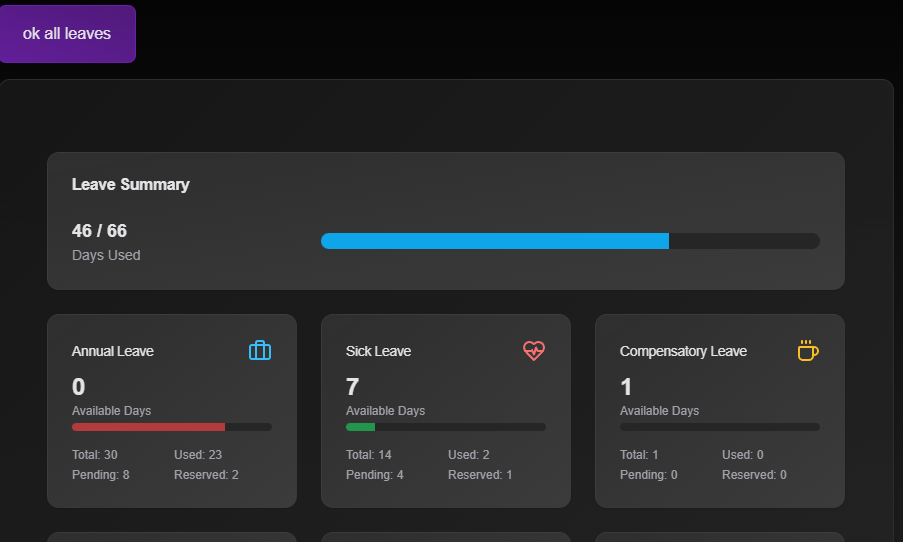 ok all leaves
Leave Summary
46 / 66
Days Used
Annual Leave
0
Available Days
Total: 30 Used: 23
Pending: 8 Reserved: 2
Sick Leave
7
Available Days
Total: 14 Used: 2
Pending: 4 Reserved: 1
Compensatory Leave
1
Available Days
Total: 1 Used: 0
Pending: 0 Reserved: 0